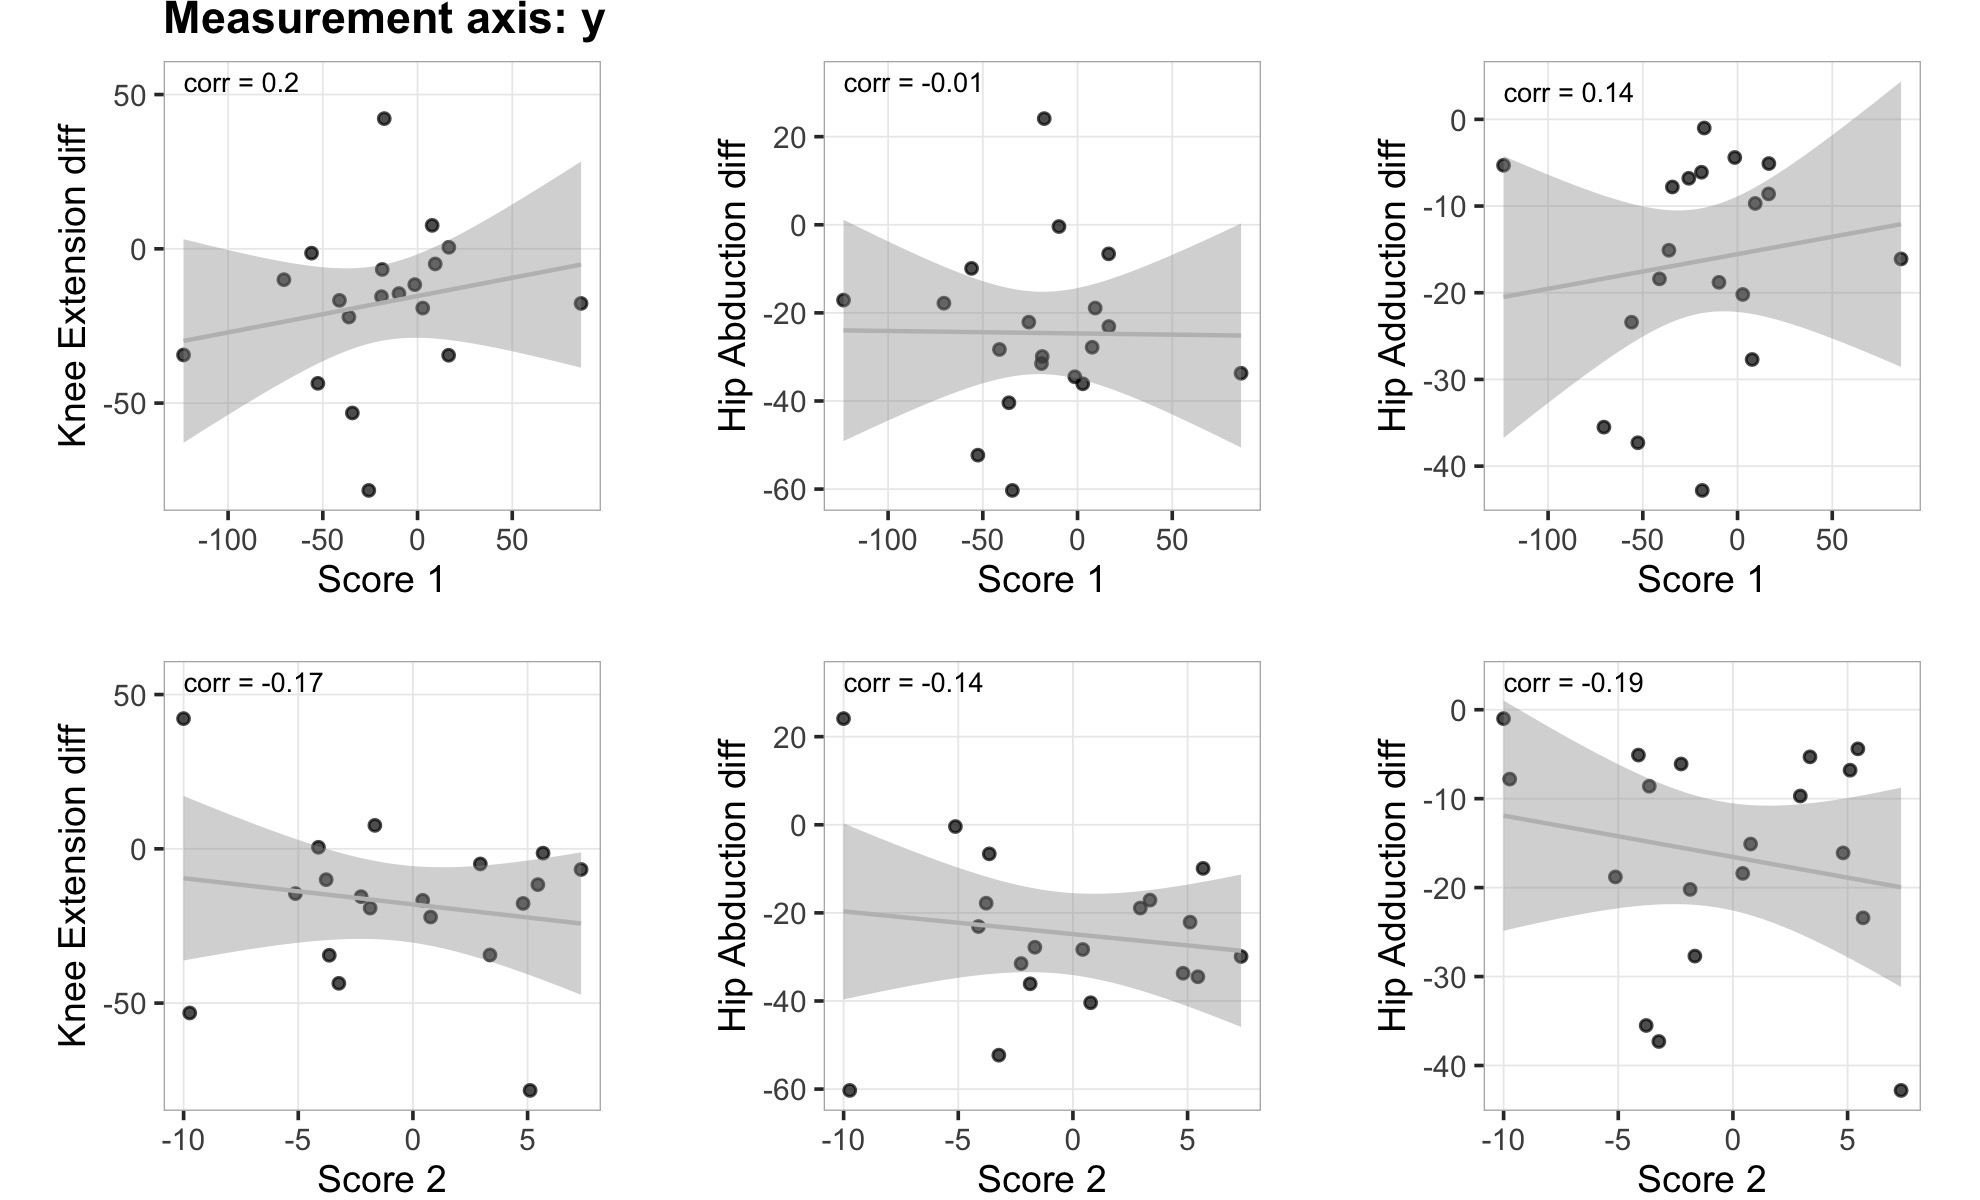 Measurement axis: y
corr = 0.2
50
0
-50
Knee Extension diff
-100 -50 0 50
Score 1
corr = -0.01
20
0
-20
-40
-60
Hip Abduction diff
-100 -50 0 50
Score 1
corr = 0.14
0
-10
-20
-30
-40
Hip Adduction diff
-100 -50 0 50
Score 1
corr = -0.17
50
0
-50
Knee Extension diff
-10 -5 0 5
Score 2
corr = -0.14
20
0
-20
-40
-60
Hip Abduction diff
-10 -5 0 5
Score 2
corr = -0.19
0
-10
-20
-30
-40
Hip Adduction diff
-10 -5 0 5
Score 2